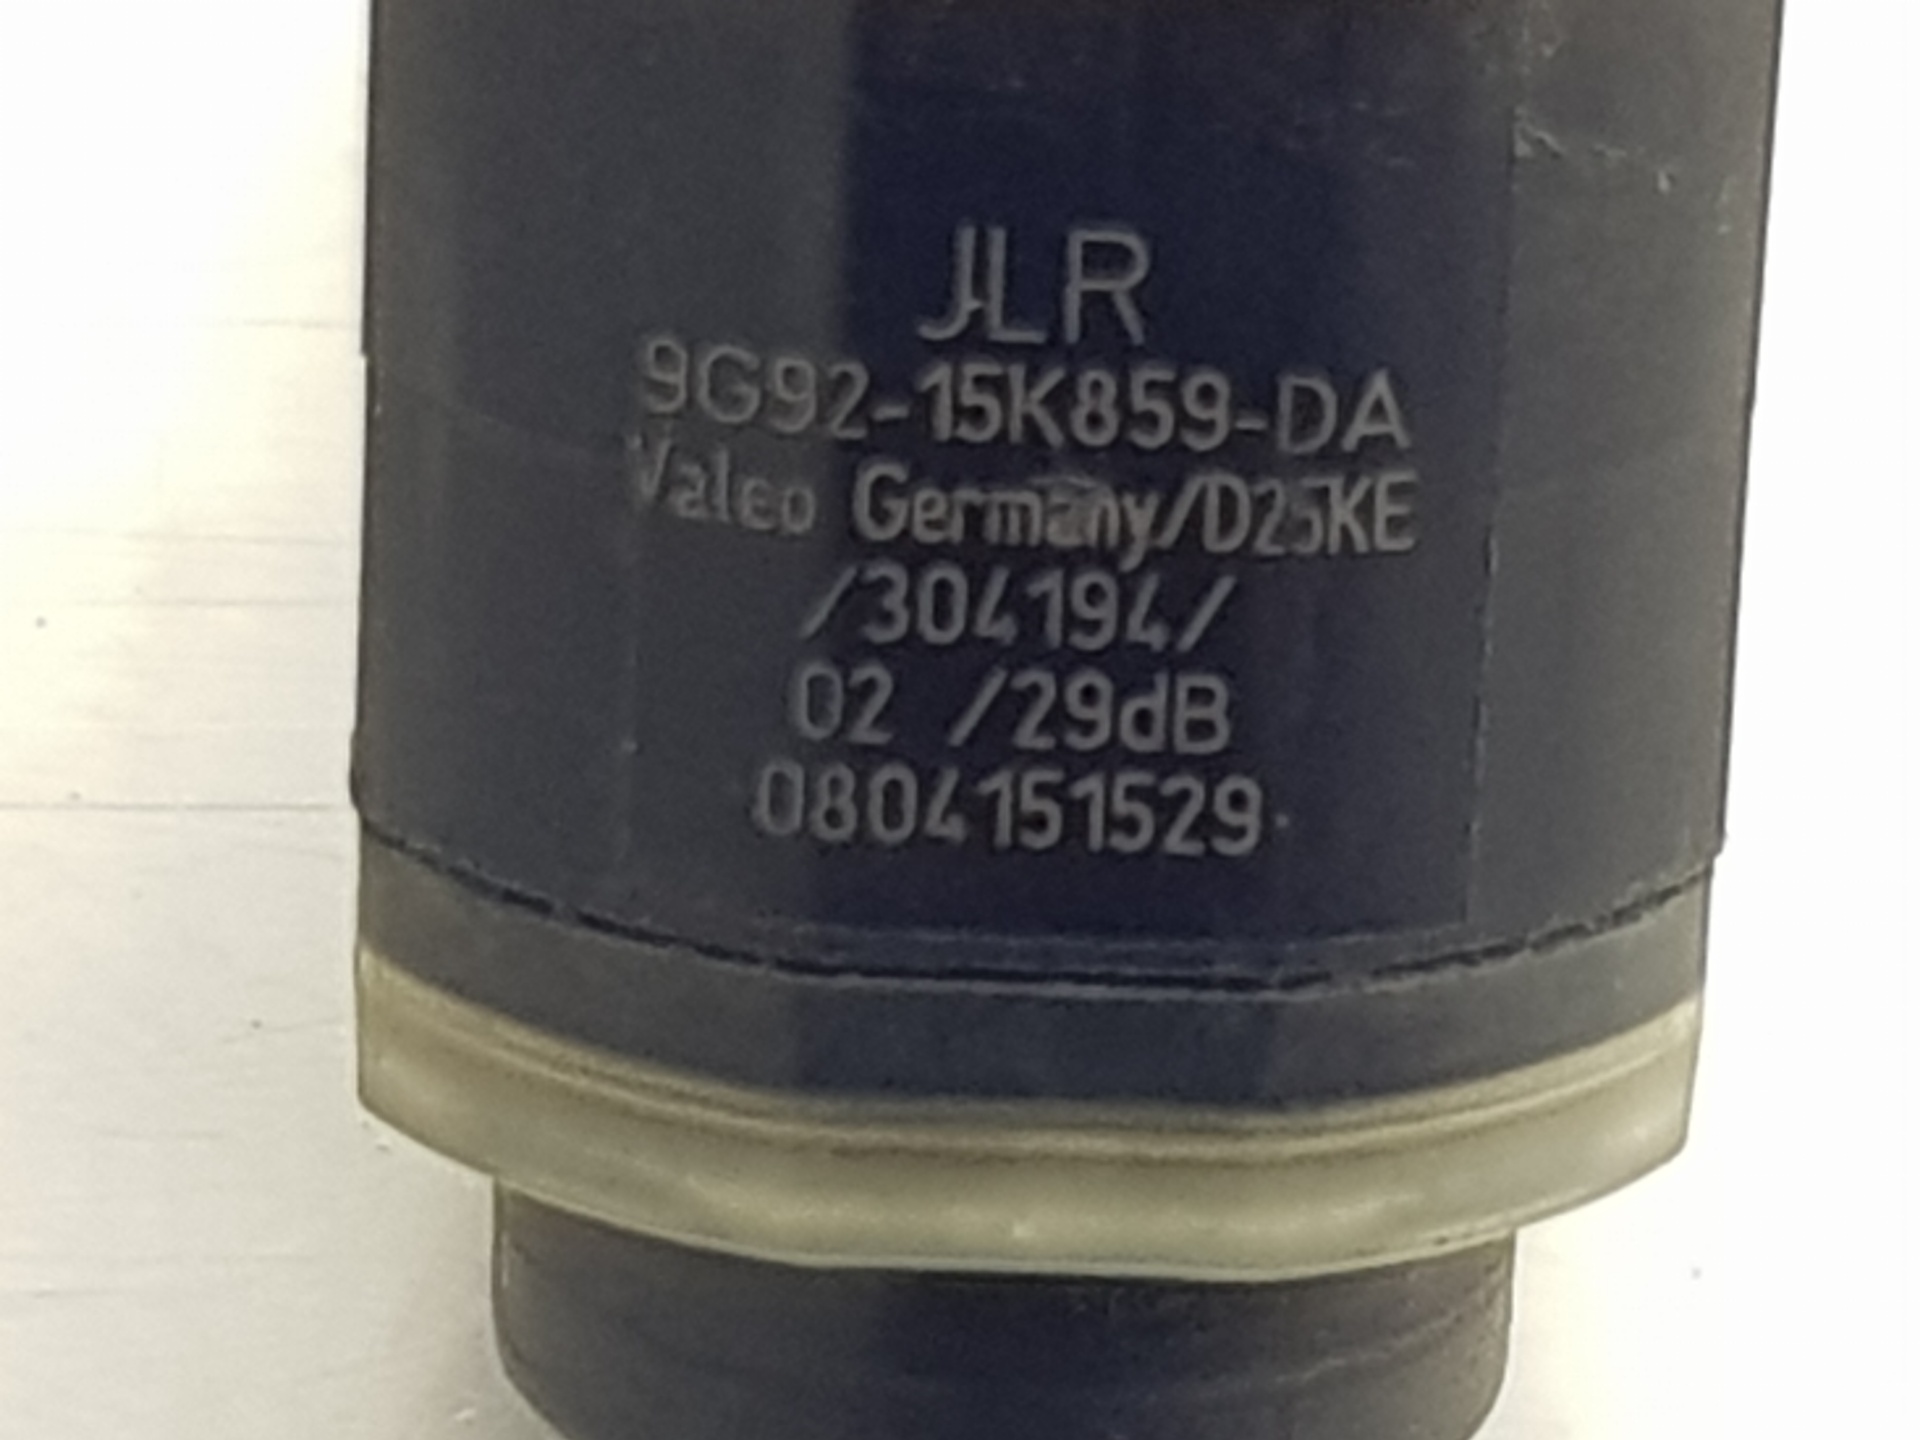 JLR
9G92-15K859-DA
Valeo Germany/D25KE
/304194/
02 /29dB
0804151529